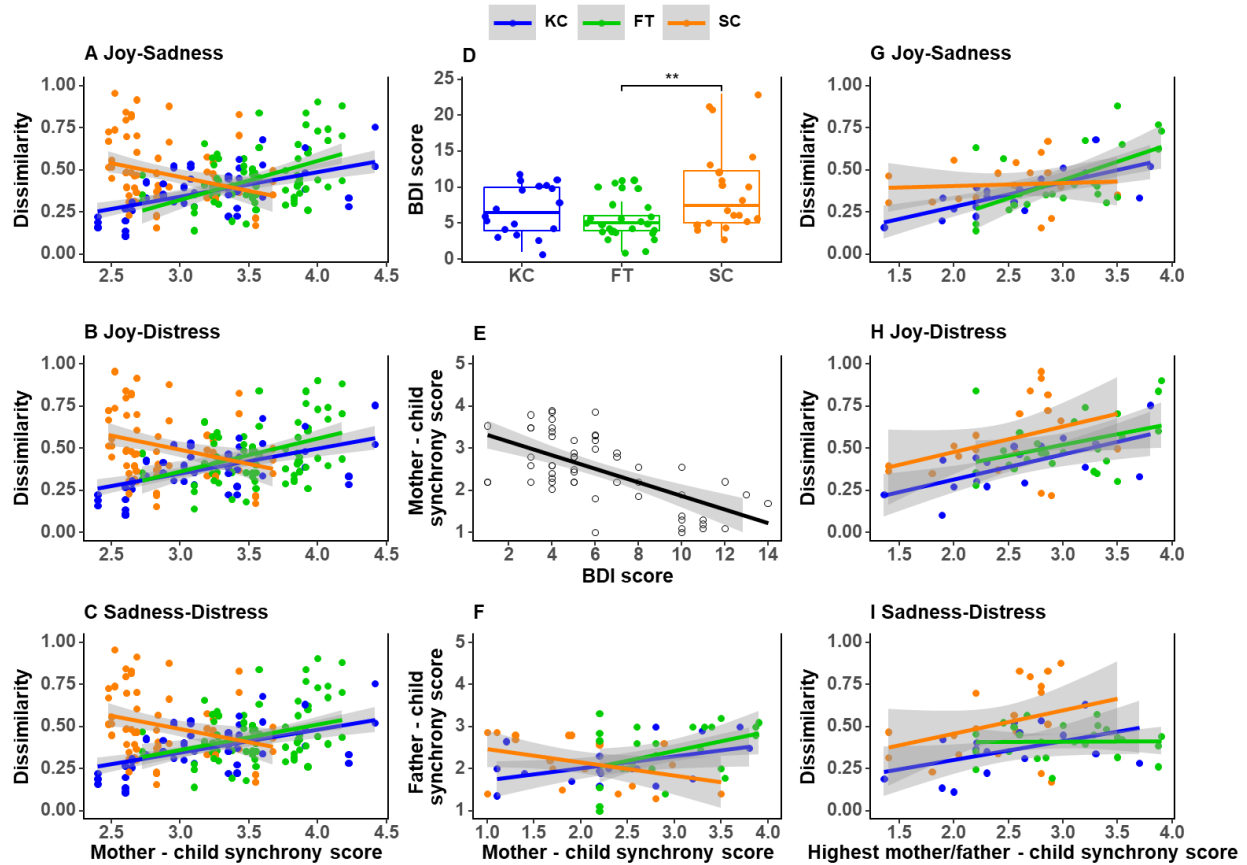 KC FT SC
A Joy-Sadness
Dissimilarity
1.00
0.75
0.50
0.25
0.00
2.5 3.0 3.5 4.0 4.5
D
**
BDI score
25
20
15
10
5
0
KC FT SC
G Joy-Sadness
Dissimilarity
1.00
0.75
0.50
0.25
0.00
1.5 2.0 2.5 3.0 3.5 4.0
B Joy-Distress
Dissimilarity
1.00
0.75
0.50
0.25
0.00
2.5 3.0 3.5 4.0 4.5
E
Mother - child
synchrony score
5
4
3
2
1
2 4 6 8 10 12 14
BDI score
H Joy-Distress
Dissimilarity
1.00
0.75
0.50
0.25
0.00
1.5 2.0 2.5 3.0 3.5 4.0
C Sadness-Distress
Dissimilarity
1.00
0.75
0.50
0.25
0.00
2.5 3.0 3.5 4.0 4.5
Mother - child synchrony score
F
Father - child
synchrony score
5
4
3
2
1
1.0 1.5 2.0 2.5 3.0 3.5 4.0
Mother - child synchrony score
I Sadness-Distress
Dissimilarity
1.00
0.75
0.50
0.25
0.00
1.5 2.0 2.5 3.0 3.5 4.0
Highest mother/father - child synchrony score